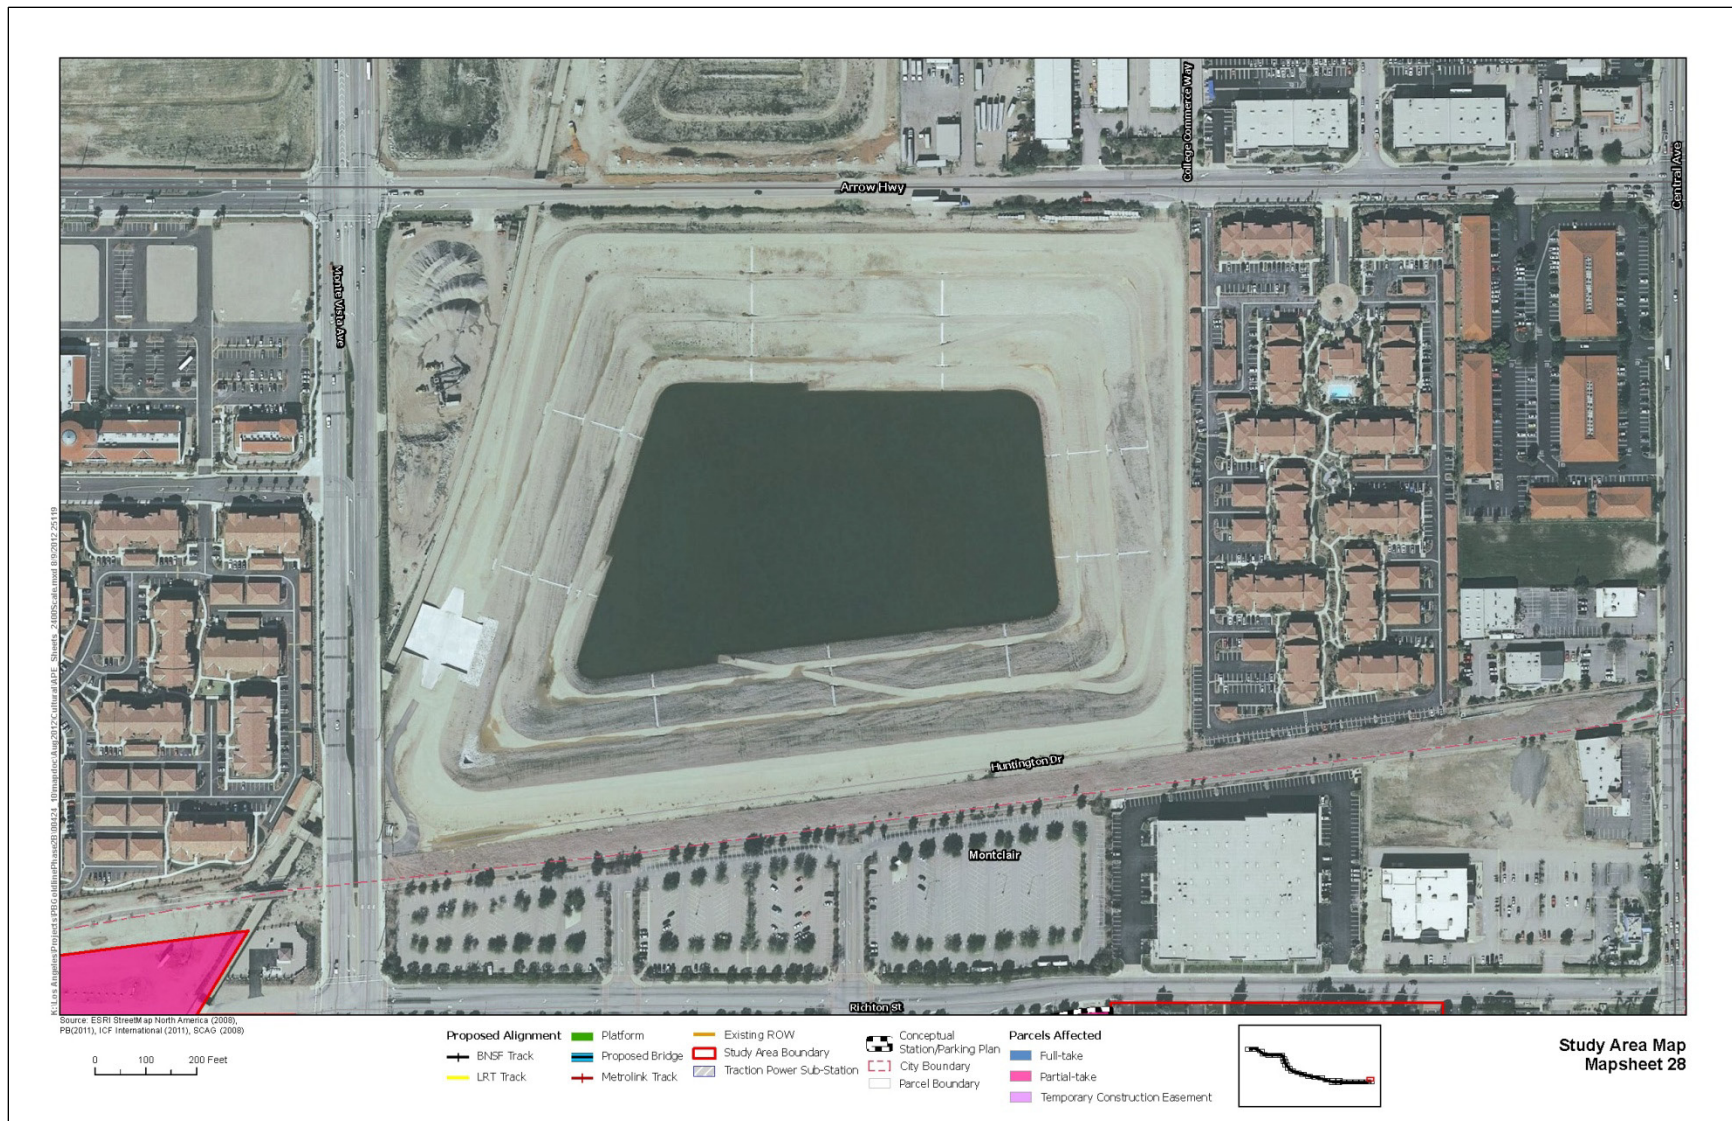 College Commerce Way
Arrow Hwy
Central Ave
Monte Vista Ave
Huntington Dr
Montclair
Richton St
Source: ESRI StreetMap North America (2008),
PB(2011), ICF International (2011), SCAG (2008)
0 100 200 Feet
Proposed Alignment
BNSF Track
LRT Track
Platform
Proposed Bridge
Metrolink Track
Existing ROW
Study Area Boundary
Traction Power Sub-Station
Conceptual
Station/Parking Plan
City Boundary
Parcel Boundary
Parcels Affected
Full-take
Partial-take
Temporary Construction Easement
Study Area Map
Mapsheet 28